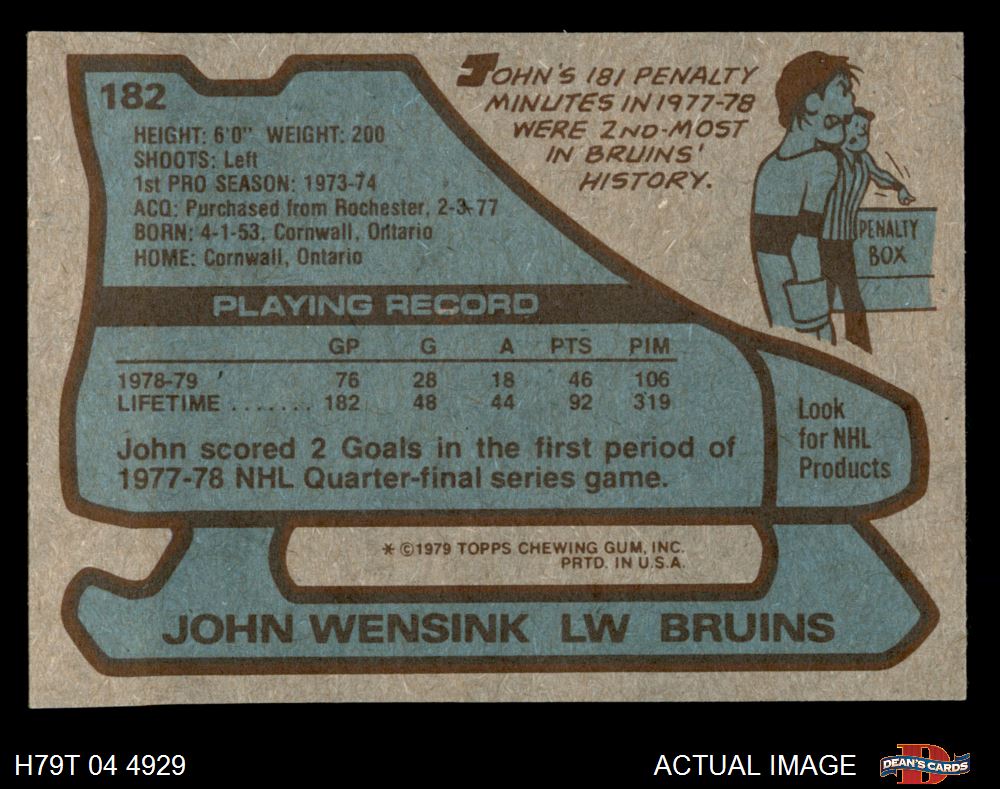 182
HEIGHT: 6'0" WEIGHT: 200
SHOOTS: Left
1st PRO SEASON: 1973-74
ACQ: Purchased from Rochester, 2-3-77
BORN: 4-1-53, Cornwall, Ontario
HOME: Cornwall, Ontario
JOHN'S 181 PENALTY
MINUTES IN 1977-78
WERE 2ND-MOST
IN BRUINS'
HISTORY.
PENALTY
BOX
PLAYING RECORD
GP G A PTS PIM
1978-79 76 28 18 46 106
LIFETIME ....... 182 48 44 92 319
John scored 2 Goals in the first period of
1977-78 NHL Quarter-final series game.
Look
for NHL
Products
* ©1979 TOPPS CHEWING GUM, INC.
PRTD. IN U.S.A.
JOHN WENSINK LW BRUINS
H79T 04 4929
ACTUAL IMAGE
DEAN'S CARDS